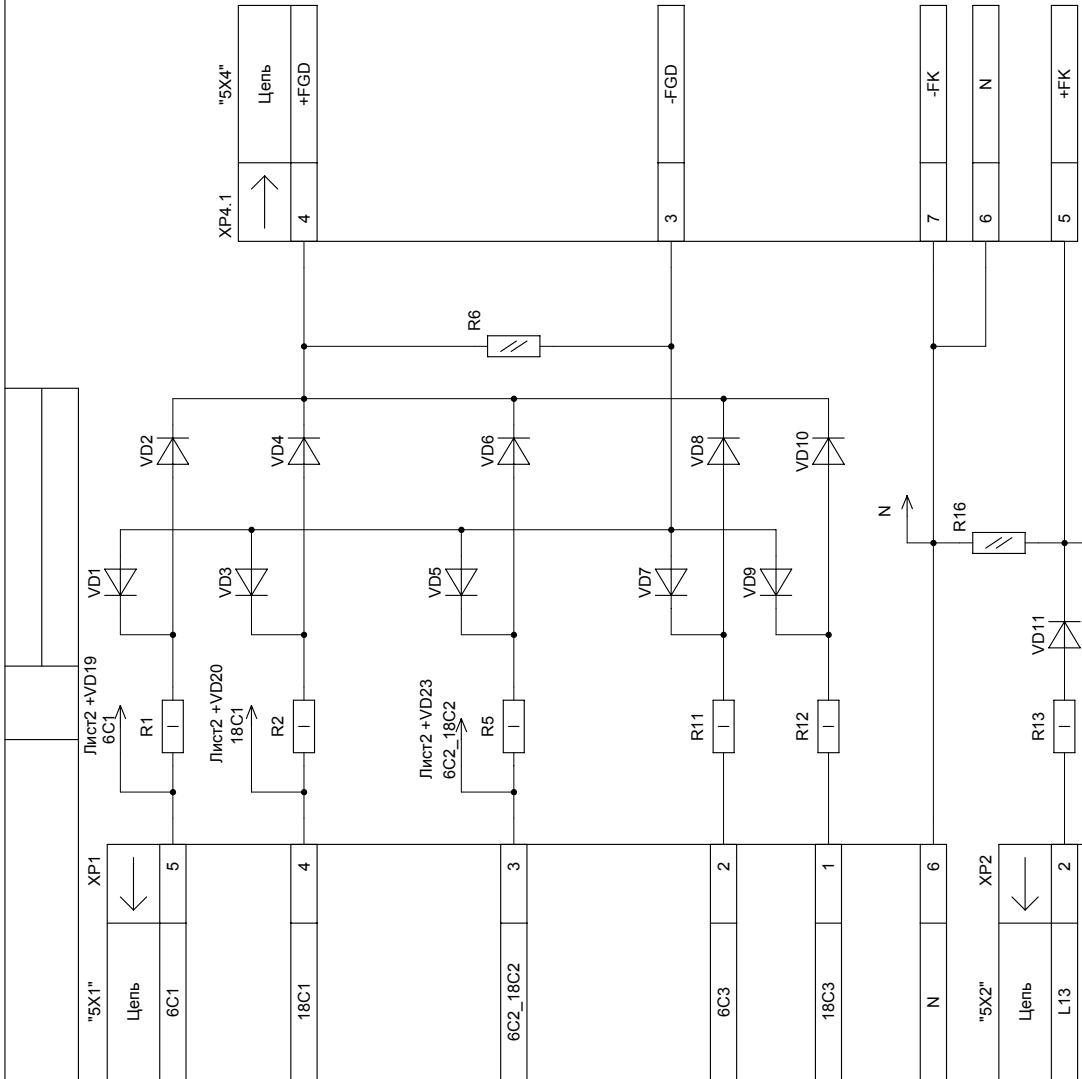 "5X4"
Цепь
+FGD
-FGD
-FK
N
+FK
XP4.1
4
3
7
6
5
R6
VD2
VD4
VD6
VD8
VD10
N
R16
VD1
VD3
VD5
VD7
VD9
VD11
Лист2 +VD19
6C1
Лист2 +VD20
18C1
Лист2 +VD23
6C2_18C2
R1
R2
R5
R11
R12
R13
XP1
5
4
3
2
1
6
XP2
2
"5X1"
Цепь
6C1
18C1
6C2_18C2
6C3
18C3
N
"5X2"
Цепь
L13